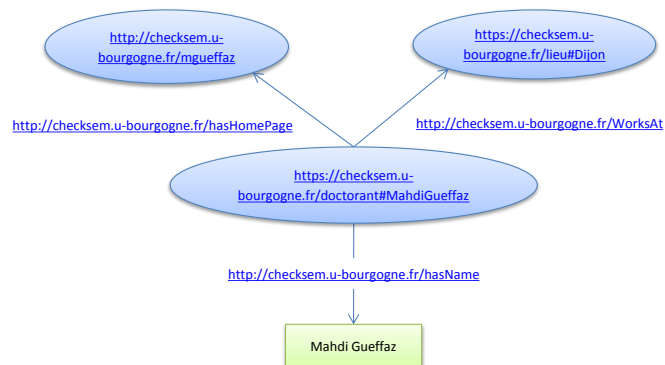 http://checksem.u-
bourgogne.fr/mgueffaz
https://checksem.u-
bourgogne.fr/lieu#Dijon
http://checksem.u-bourgogne.fr/hasHomePage
http://checksem.u-bourgogne.fr/WorksAt
https://checksem.u-
bourgogne.fr/doctorant#MahdiGueffaz
http://checksem.u-bourgogne.fr/hasName
Mahdi Gueffaz